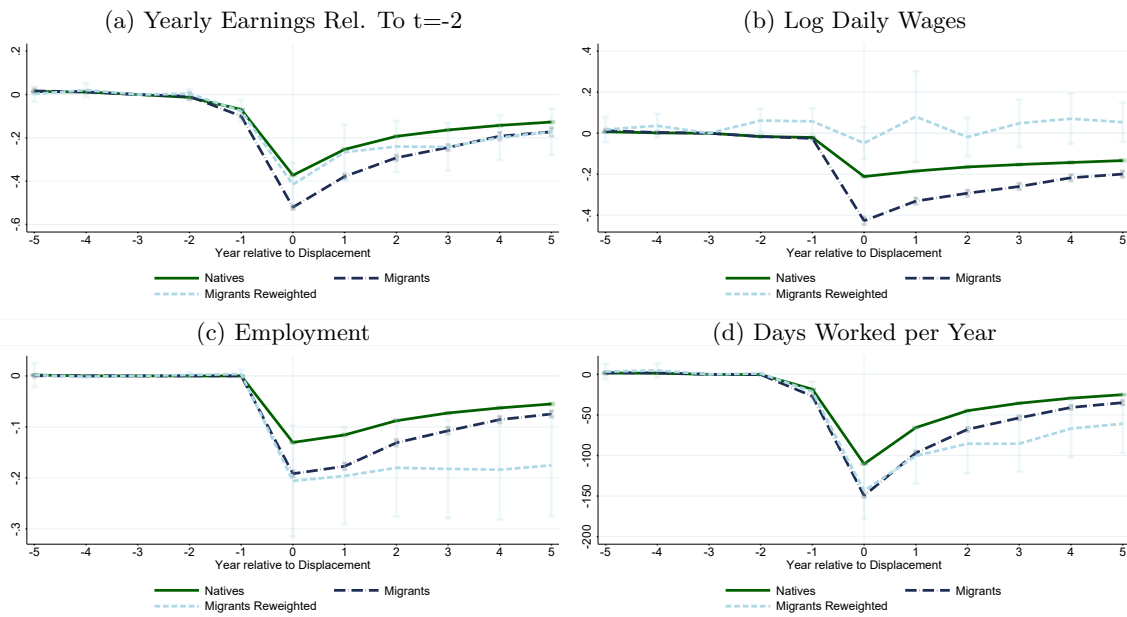 (a) Yearly Earnings Rel. To t=-2
.2
0
-.2
-.4
-.6
-5 -4 -3 -2 -1 0 1 2 3 4 5
Year relative to Displacement
Natives Migrants
Migrants Reweighted
(b) Log Daily Wages
.4
.2
0
-.2
-.4
-5 -4 -3 -2 -1 0 1 2 3 4 5
Year relative to Displacement
Natives Migrants
Migrants Reweighted
(c) Employment
0
-.1
-.2
-.3
-5 -4 -3 -2 -1 0 1 2 3 4 5
Year relative to Displacement
Natives Migrants
Migrants Reweighted
(d) Days Worked per Year
0
-50
-100
-150
-200
-5 -4 -3 -2 -1 0 1 2 3 4 5
Year relative to Displacement
Natives Migrants
Migrants Reweighted